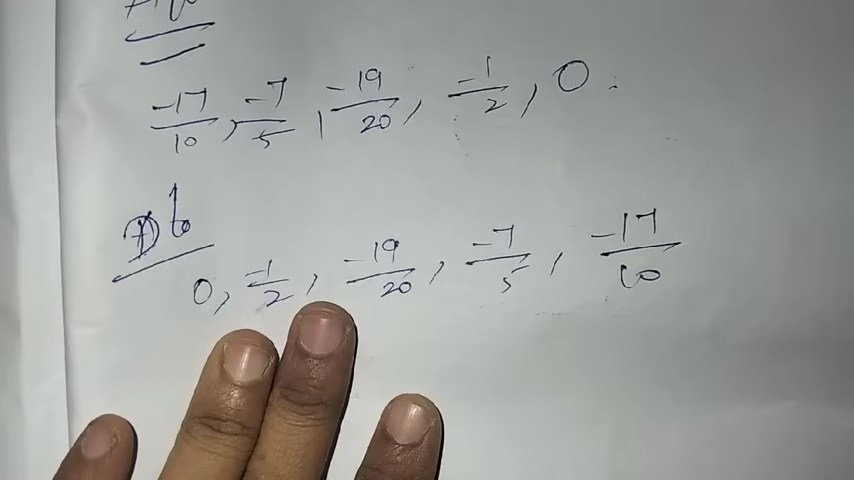 -17/10, -7/5, -19/20, -1/2, 0.
0, -1/2, -19/20, -7/5, -17/10